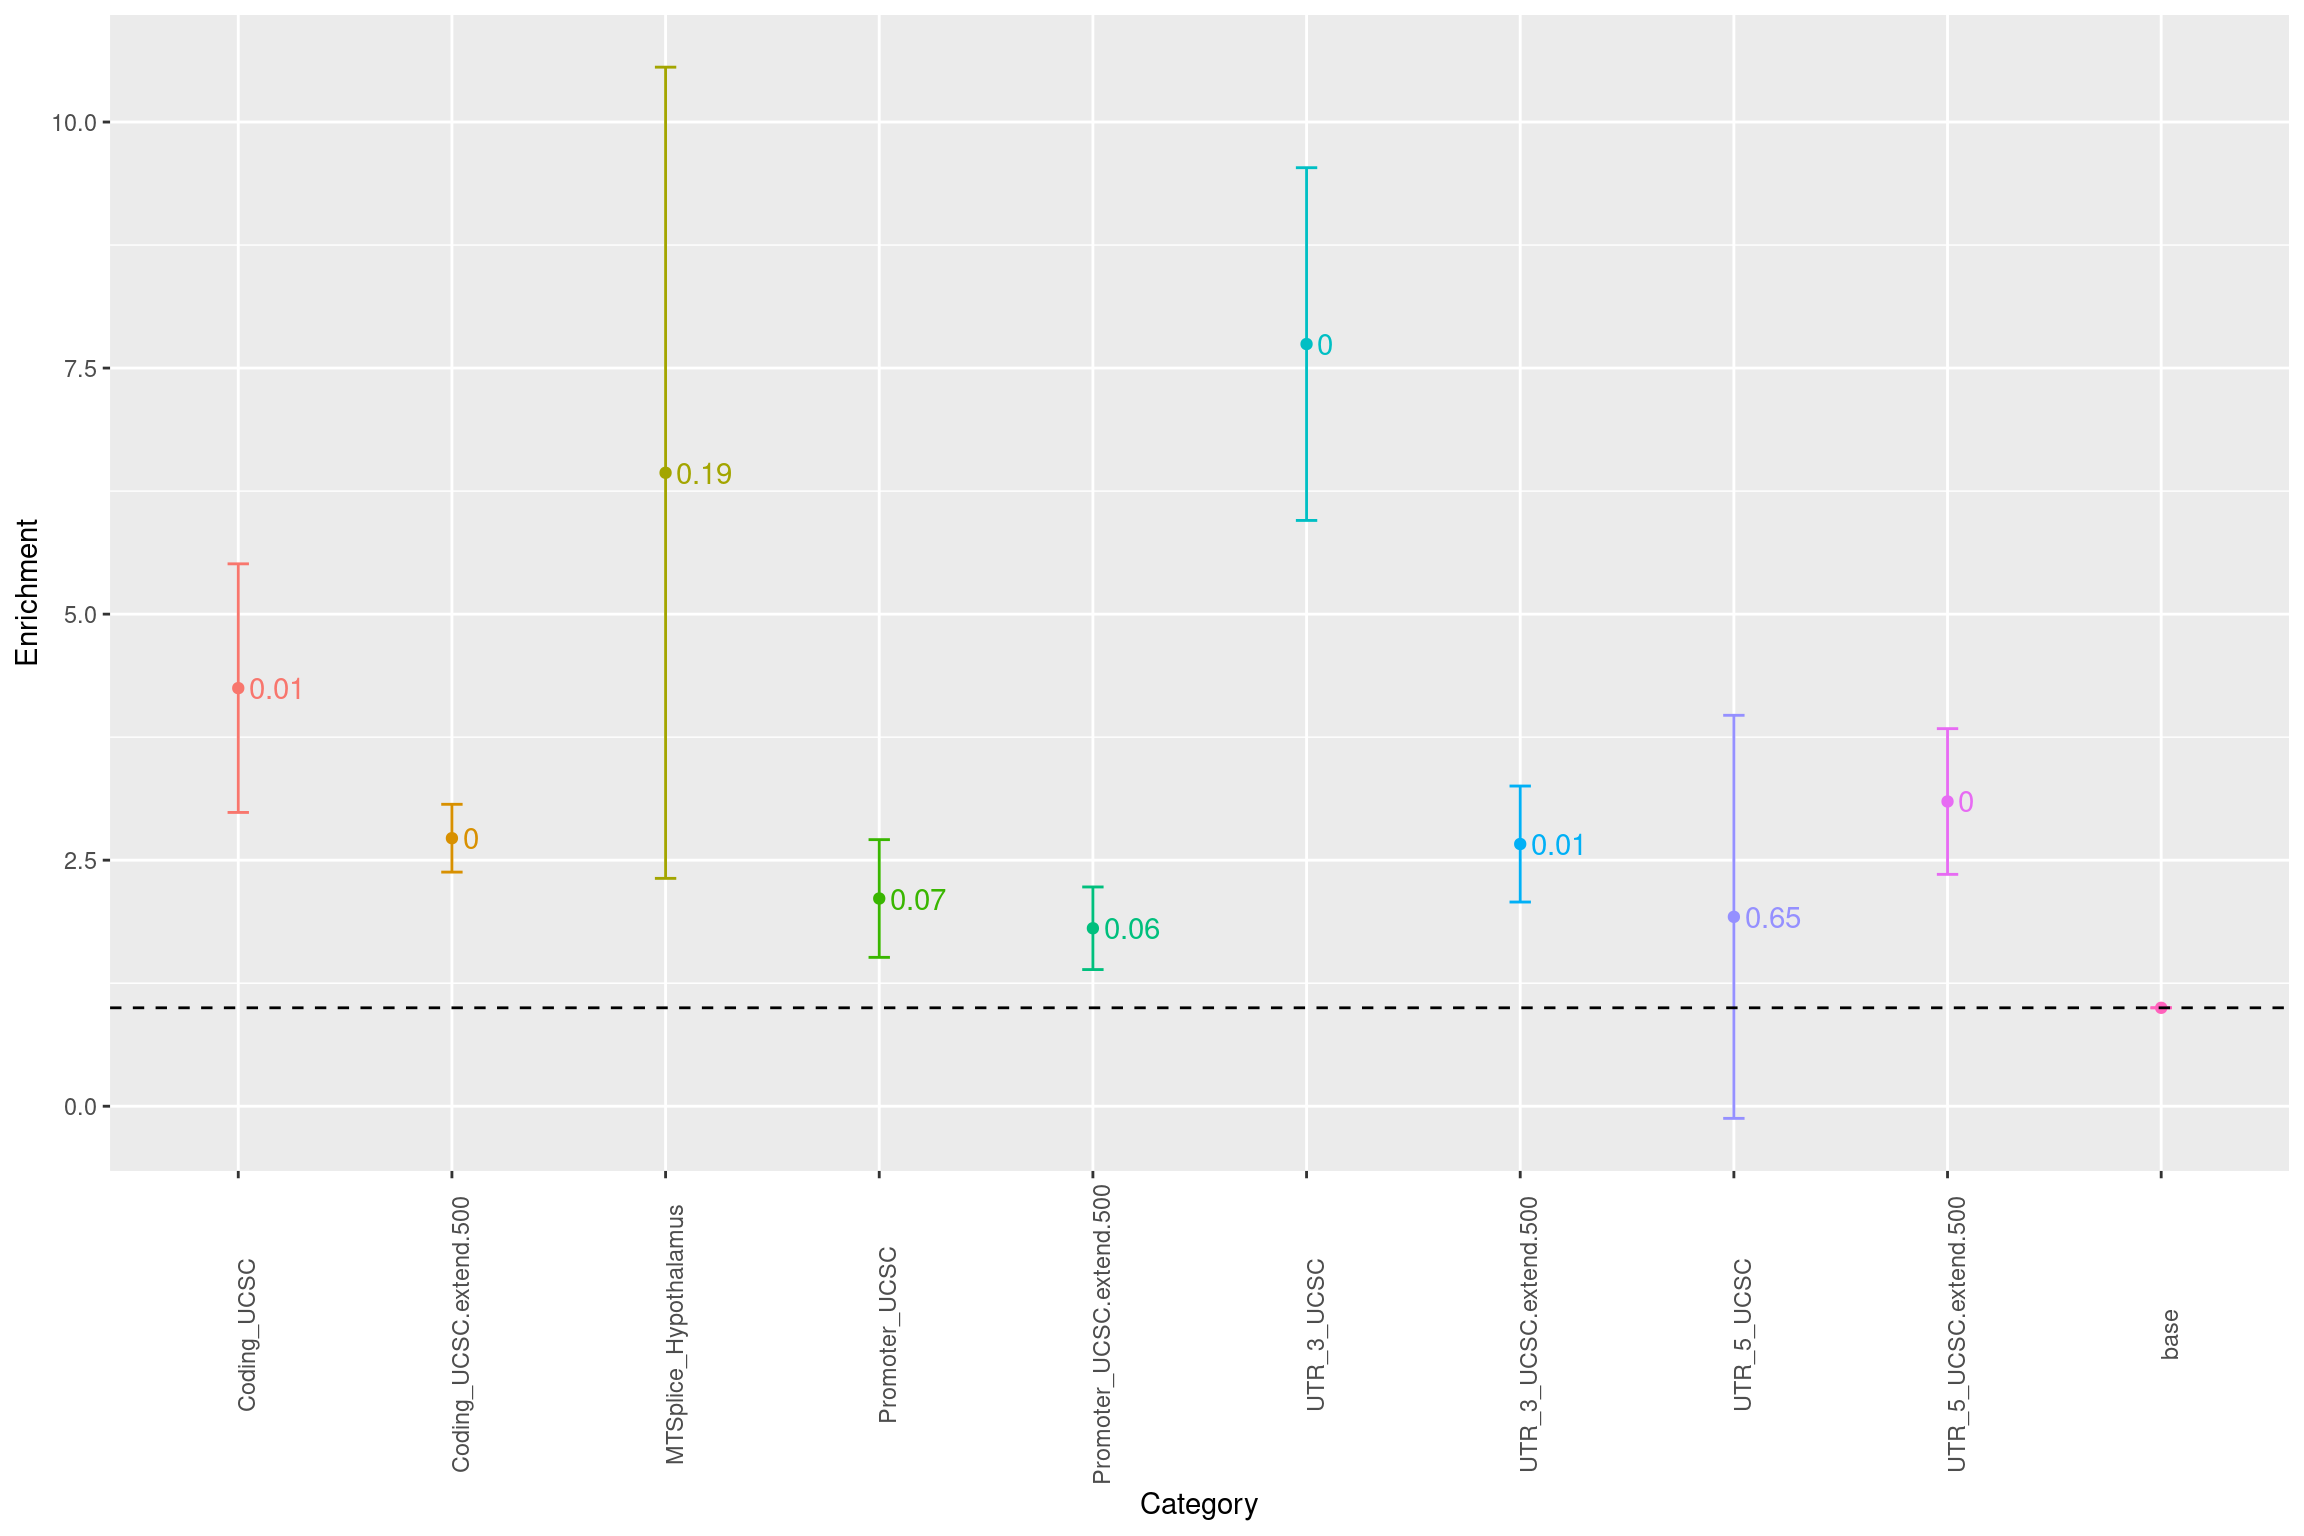 Enrichment
10.0
7.5
5.0
2.5
0.0
0.01
0
0.19
0.07
0.06
0
0.01
0.65
0
Coding_UCSC
Coding_UCSC.extend.500
MTSplice_Hypothalamus
Promoter_UCSC
Promoter_UCSC.extend.500
UTR_3_UCSC
UTR_3_UCSC.extend.500
UTR_5_UCSC
UTR_5_UCSC.extend.500
base
Category